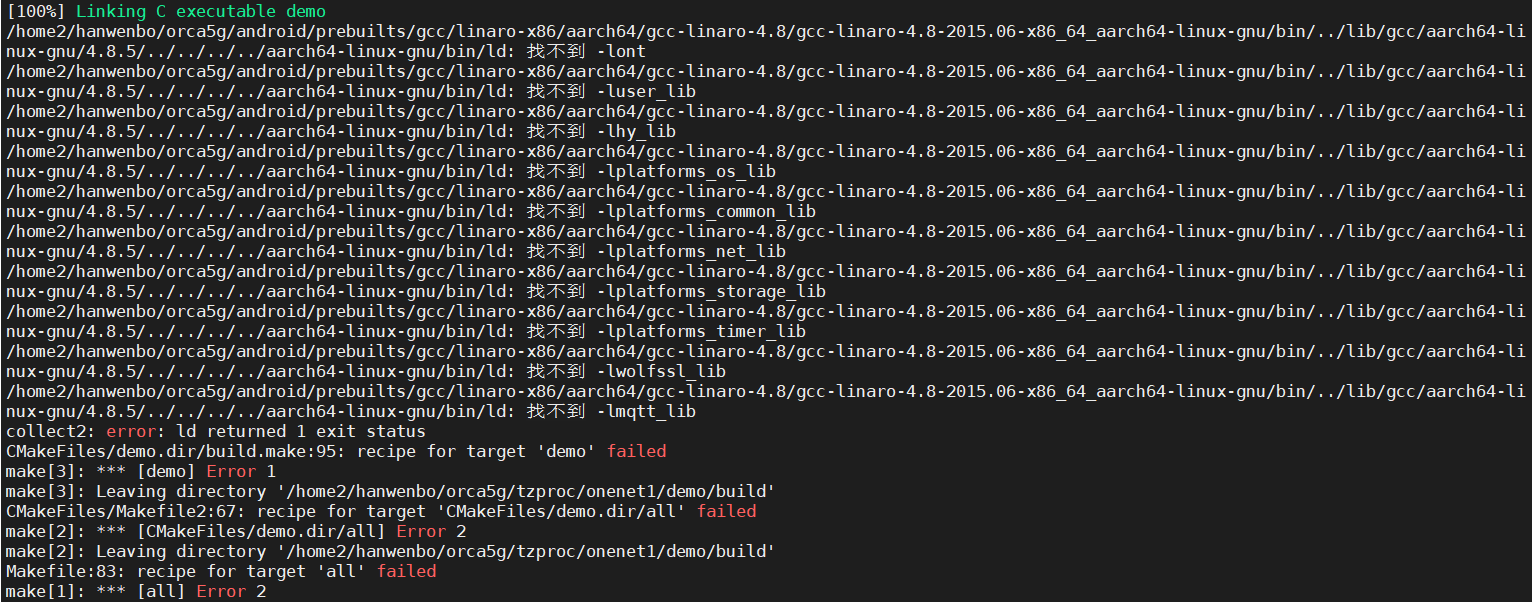 [100%] Linking C executable demo
/home2/hanwenbo/orca5g/android/prebuilts/gcc/linaro-x86/aarch64/gcc-linaro-4.8/gcc-linaro-4.8-2015.06-x86_64_aarch64-linux-gnu/bin/../lib/gcc/aarch64-li
nux-gnu/4.8.5/../../../../aarch64-linux-gnu/bin/ld: 找不到 -lont
/home2/hanwenbo/orca5g/android/prebuilts/gcc/linaro-x86/aarch64/gcc-linaro-4.8/gcc-linaro-4.8-2015.06-x86_64_aarch64-linux-gnu/bin/../lib/gcc/aarch64-li
nux-gnu/4.8.5/../../../../aarch64-linux-gnu/bin/ld: 找不到 -luser_lib
/home2/hanwenbo/orca5g/android/prebuilts/gcc/linaro-x86/aarch64/gcc-linaro-4.8/gcc-linaro-4.8-2015.06-x86_64_aarch64-linux-gnu/bin/../lib/gcc/aarch64-li
nux-gnu/4.8.5/../../../../aarch64-linux-gnu/bin/ld: 找不到 -lhy_lib
/home2/hanwenbo/orca5g/android/prebuilts/gcc/linaro-x86/aarch64/gcc-linaro-4.8/gcc-linaro-4.8-2015.06-x86_64_aarch64-linux-gnu/bin/../lib/gcc/aarch64-li
nux-gnu/4.8.5/../../../../aarch64-linux-gnu/bin/ld: 找不到 -lplatforms_os_lib
/home2/hanwenbo/orca5g/android/prebuilts/gcc/linaro-x86/aarch64/gcc-linaro-4.8/gcc-linaro-4.8-2015.06-x86_64_aarch64-linux-gnu/bin/../lib/gcc/aarch64-li
nux-gnu/4.8.5/../../../../aarch64-linux-gnu/bin/ld: 找不到 -lplatforms_common_lib
/home2/hanwenbo/orca5g/android/prebuilts/gcc/linaro-x86/aarch64/gcc-linaro-4.8/gcc-linaro-4.8-2015.06-x86_64_aarch64-linux-gnu/bin/../lib/gcc/aarch64-li
nux-gnu/4.8.5/../../../../aarch64-linux-gnu/bin/ld: 找不到 -lplatforms_net_lib
/home2/hanwenbo/orca5g/android/prebuilts/gcc/linaro-x86/aarch64/gcc-linaro-4.8/gcc-linaro-4.8-2015.06-x86_64_aarch64-linux-gnu/bin/../lib/gcc/aarch64-li
nux-gnu/4.8.5/../../../../aarch64-linux-gnu/bin/ld: 找不到 -lplatforms_storage_lib
/home2/hanwenbo/orca5g/android/prebuilts/gcc/linaro-x86/aarch64/gcc-linaro-4.8/gcc-linaro-4.8-2015.06-x86_64_aarch64-linux-gnu/bin/../lib/gcc/aarch64-li
nux-gnu/4.8.5/../../../../aarch64-linux-gnu/bin/ld: 找不到 -lplatforms_timer_lib
/home2/hanwenbo/orca5g/android/prebuilts/gcc/linaro-x86/aarch64/gcc-linaro-4.8/gcc-linaro-4.8-2015.06-x86_64_aarch64-linux-gnu/bin/../lib/gcc/aarch64-li
nux-gnu/4.8.5/../../../../aarch64-linux-gnu/bin/ld: 找不到 -lwolfssl_lib
/home2/hanwenbo/orca5g/android/prebuilts/gcc/linaro-x86/aarch64/gcc-linaro-4.8/gcc-linaro-4.8-2015.06-x86_64_aarch64-linux-gnu/bin/../lib/gcc/aarch64-li
nux-gnu/4.8.5/../../../../aarch64-linux-gnu/bin/ld: 找不到 -lmqtt_lib
collect2: error: ld returned 1 exit status
CMakeFiles/demo.dir/build.make:95: recipe for target 'demo' failed
make[3]: *** [demo] Error 1
make[3]: Leaving directory '/home2/hanwenbo/orca5g/tzproc/onenet1/demo/build'
CMakeFiles/Makefile2:67: recipe for target 'CMakeFiles/demo.dir/all' failed
make[2]: *** [CMakeFiles/demo.dir/all] Error 2
make[2]: Leaving directory '/home2/hanwenbo/orca5g/tzproc/onenet1/demo/build'
Makefile:83: recipe for target 'all' failed
make[1]: *** [all] Error 2